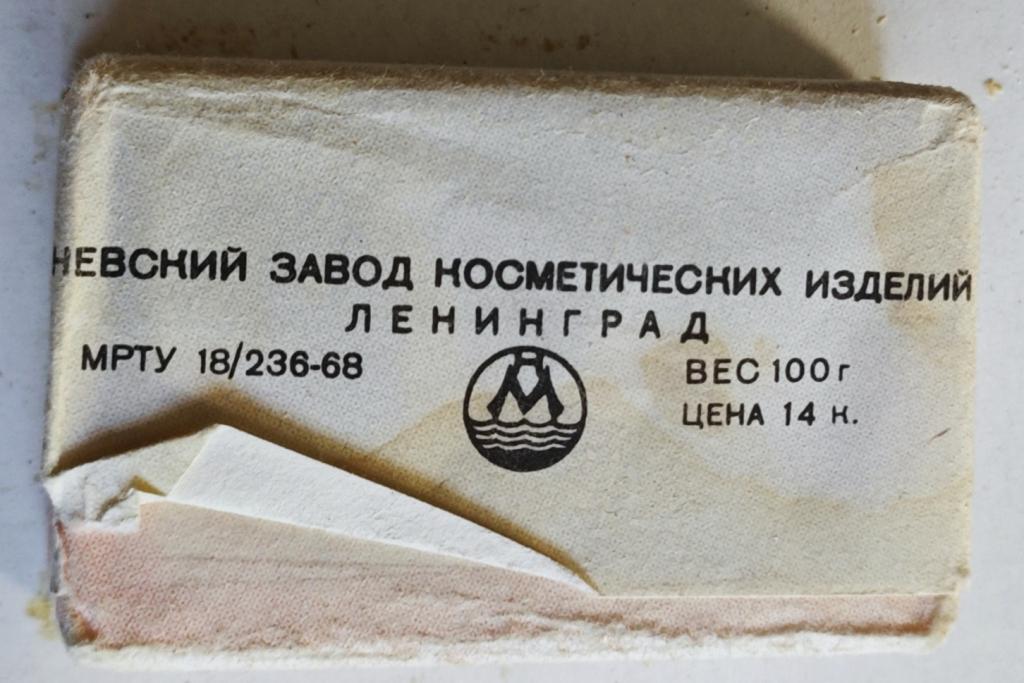 НЕВСКИЙ ЗАВОД КОСМЕТИЧЕСКИХ ИЗДЕЛИЙ
ЛЕНИНГРАД
МРТУ 18/236-68
ВЕС 100 г
ЦЕНА 14 к.